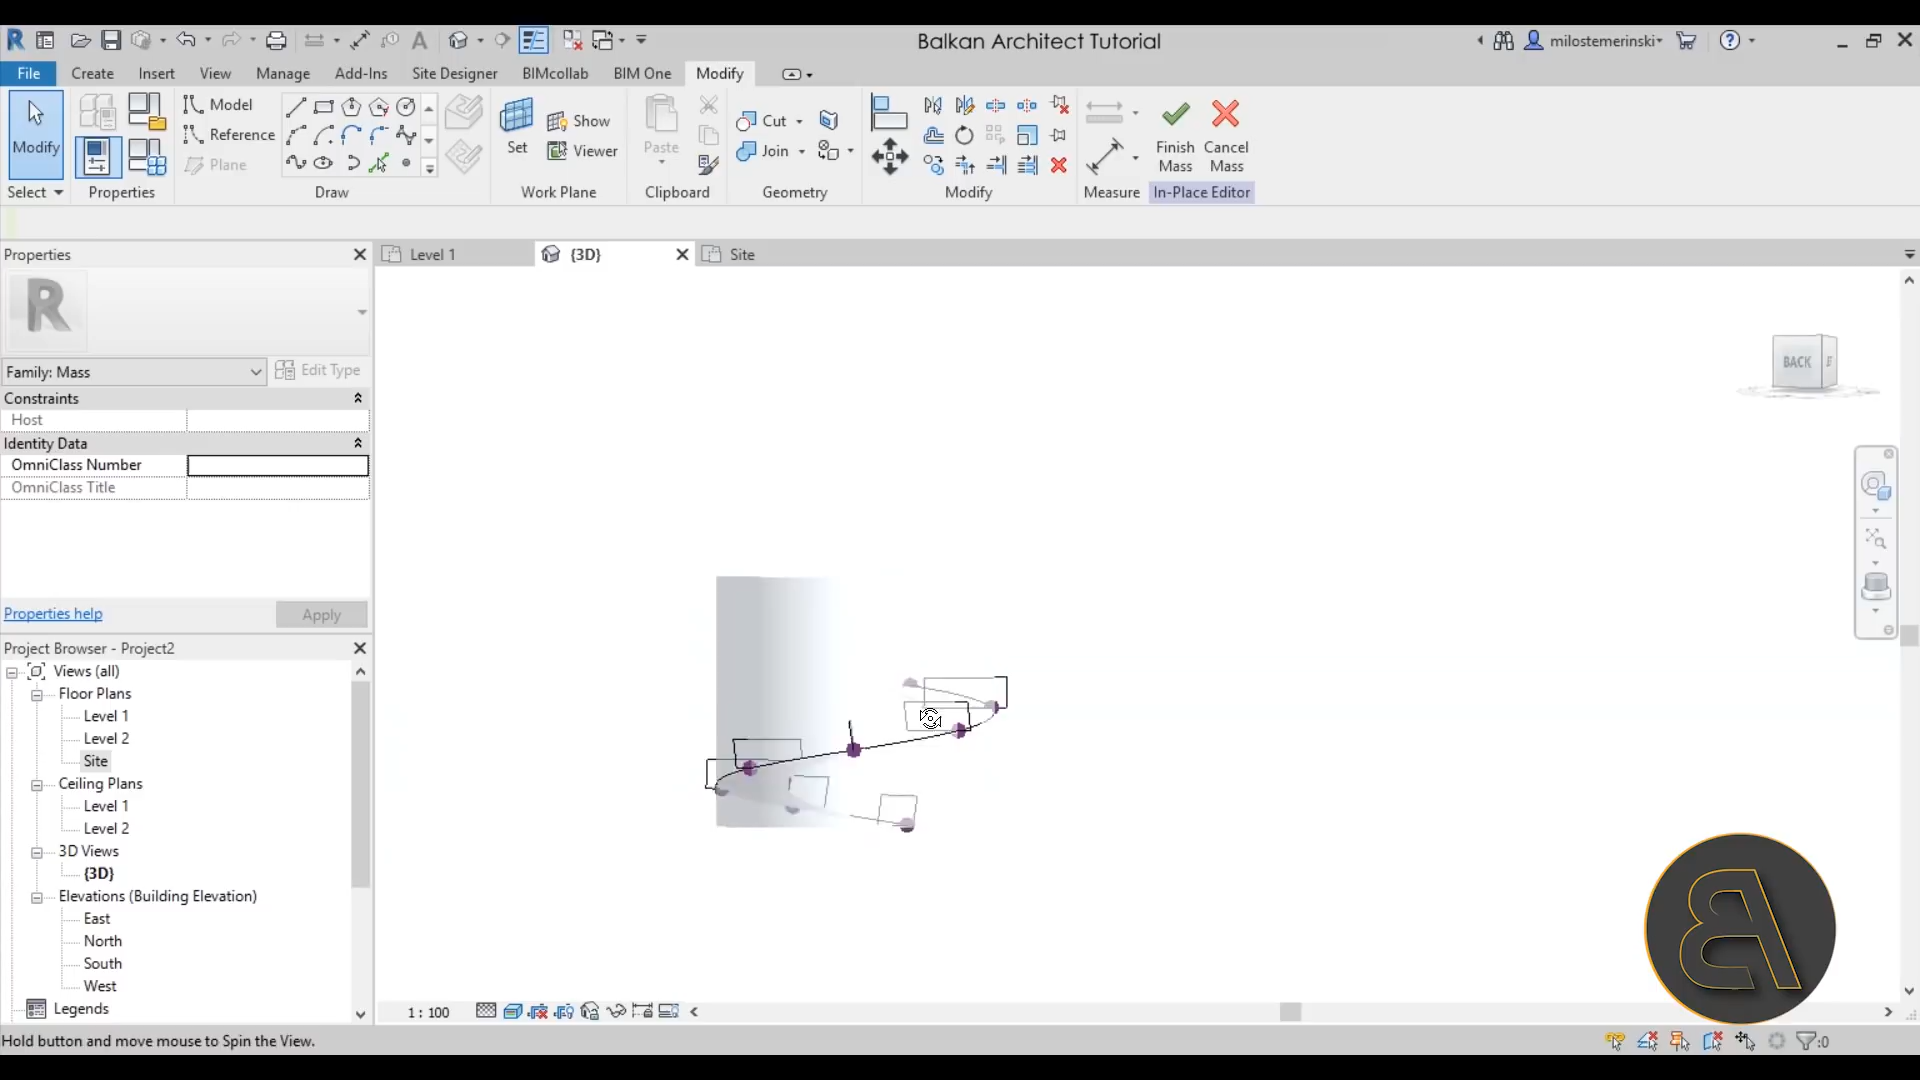 Balkan Architect Tutorial
milostemerinski
File
Create
Insert
View
Manage
Add-Ins
Site Designer
BIMcollab
BIM One
Modify
Modify
Select
Properties
Model
Reference
Plane
Draw
Set
Show
Viewer
Work Plane
Paste
Clipboard
Cut
Join
Geometry
Modify
Measure
Finish Mass
Cancel Mass
In-Place Editor
Properties
Level 1
{3D}
Site
R
Family: Mass
Edit Type
Constraints
Host
Identity Data
OmniClass Number
OmniClass Title
Properties help
Apply
Project Browser - Project2
Views (all)
Floor Plans
Level 1
Level 2
Site
Ceiling Plans
Level 1
Level 2
3D Views
{3D}
Elevations (Building Elevation)
East
North
South
West
Legends
BACK
1 : 100
Hold button and move mouse to Spin the View.
:0